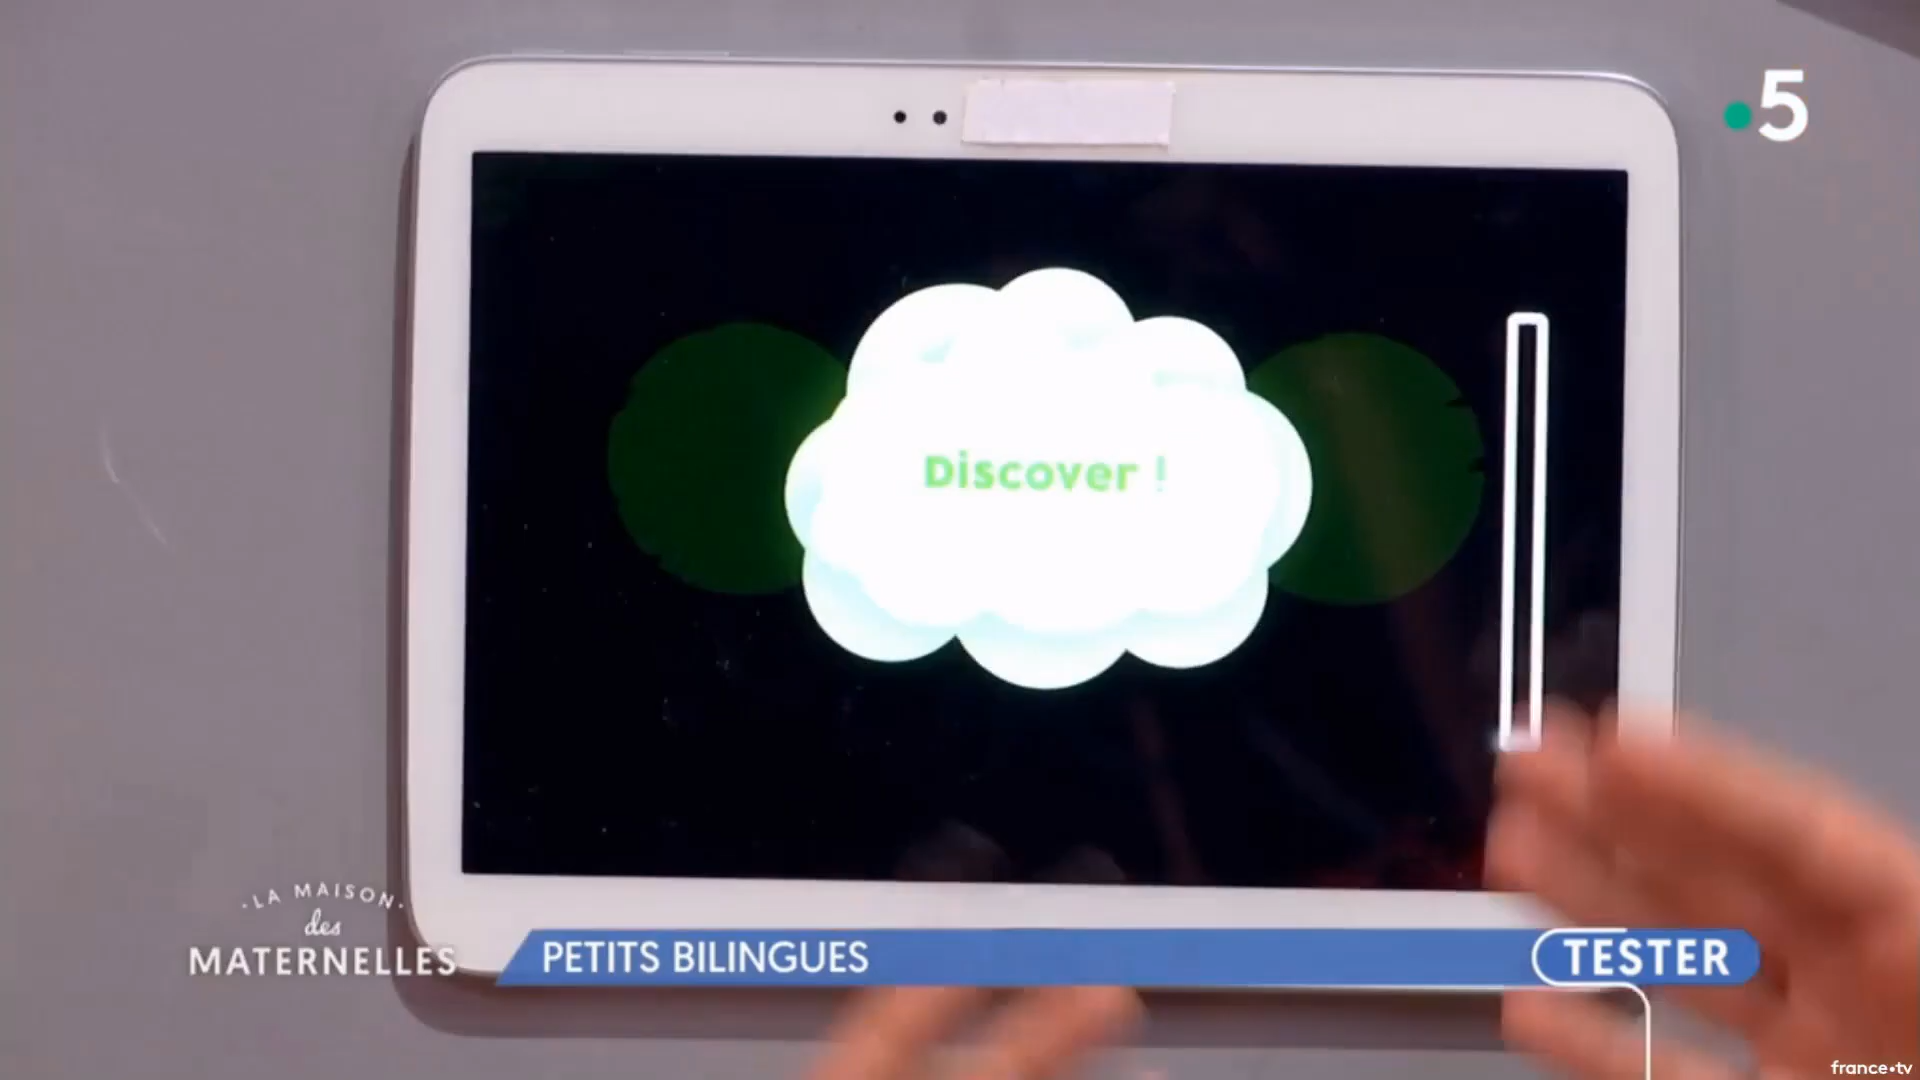 5
Discover !
· LA MAISON ·
des
MATERNELLES
PETITS BILINGUES
TESTER
france•tv